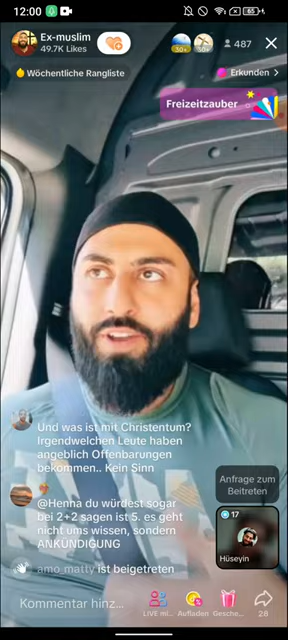 12:00
65
Ex-muslim
49.7K Likes
30+
30+
487
Wöchentliche Rangliste
Erkunden >
Freizeitzauber
Und was ist mit Christentum?
Irgendwelchen Leute haben
angeblich Offenbarungen
bekommen.. Kein Sinn
@Henna du würdest sogar
bei 2+2 sagen ist 5. es geht
nicht ums wissen, sondern
ANKÜNDIGUNG
amo_matty ist beigetreten
Anfrage zum
Beitreten
17
Hüseyin
Kommentar hinz...
LIVE mi...
Aufladen
Gesche...
28